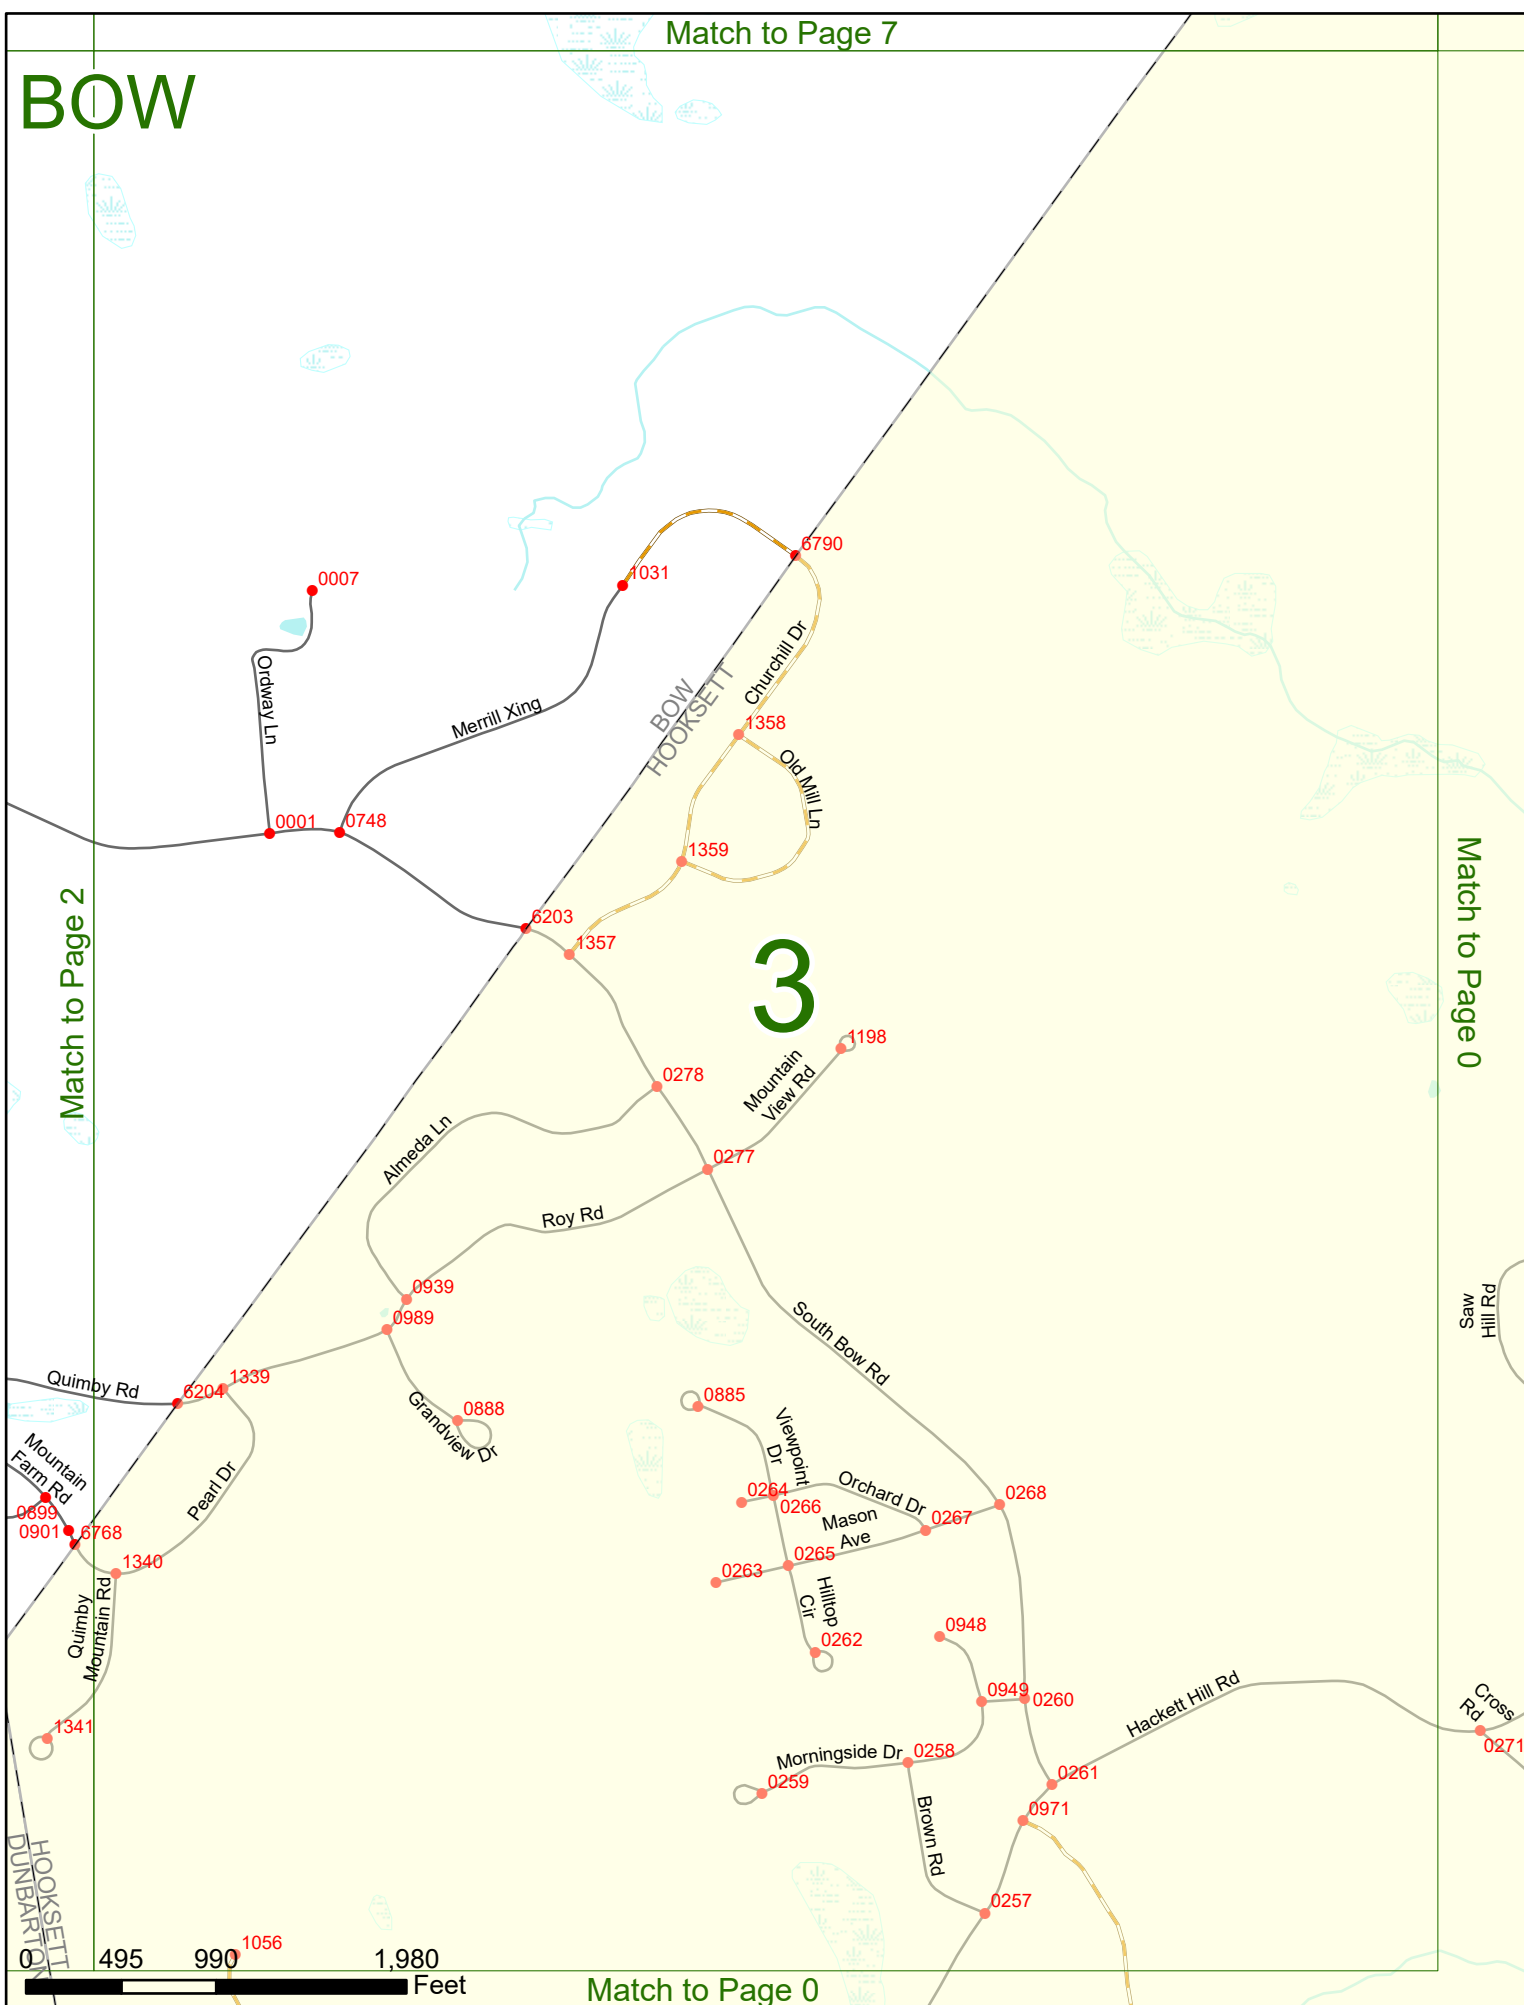 Match to Page 7
BOW
6790
0007
1031
Churchill Dr
Ordway Ln
BOW
HOOKSETT
Merrill Xing
1358
Old Mill Ln
0001
0748
1359
Match to Page 2
Match to Page 0
6203
1357
3
1198
Mountain
View Rd
0278
Almeda Ln
0277
Roy Rd
0939
0989
Saw
Hill Rd
South Bow Rd
Quimby Rd
1339
6204
0885
0888
Grandview Dr
Viewpoint
Dr
Mountain
Farm Rd
Pearl Dr
0264
0266
Orchard Dr
0268
0899
0901
6768
Mason
Ave
0267
1340
0265
0263
Hilltop
Cir
Quimby
Mountain Rd
0262
0948
0949
0260
Hackett Hill Rd
Cross
Rd
1341
0271
Morningside Dr
0258
0259
0261
0971
Brown Rd
HOOKSETT
DUNBARTON
0257
1056
0 495 990 1,980
Feet
Match to Page 0